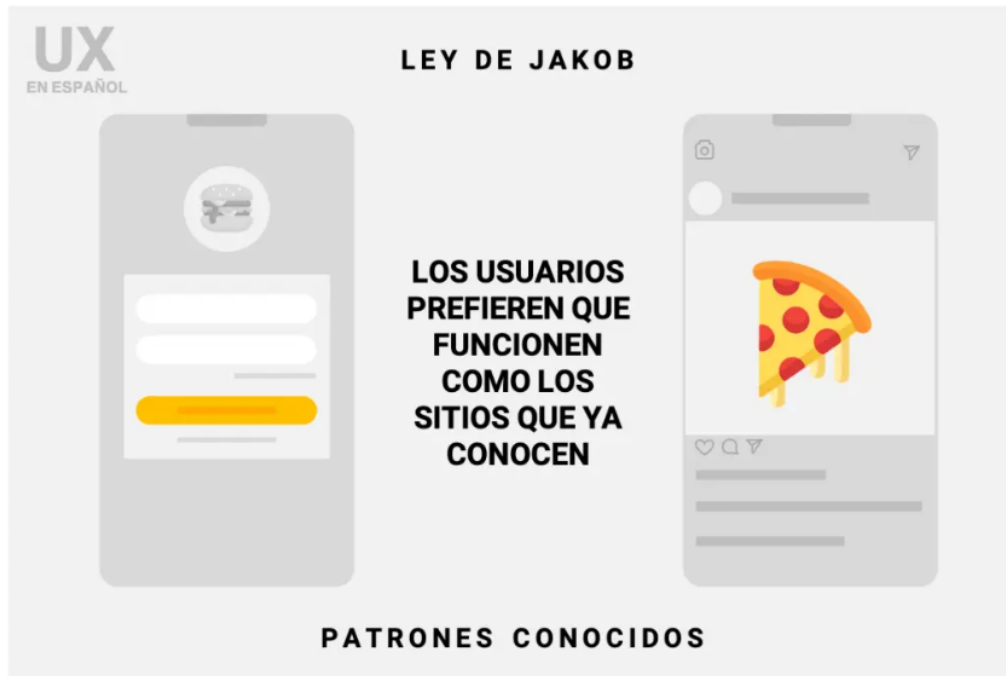 UX
EN ESPAÑOL
LEY DE JAKOB
LOS USUARIOS
PREFIEREN QUE
FUNCIONEN
COMO LOS
SITIOS QUE YA
CONOCEN
PATRONES CONOCIDOS